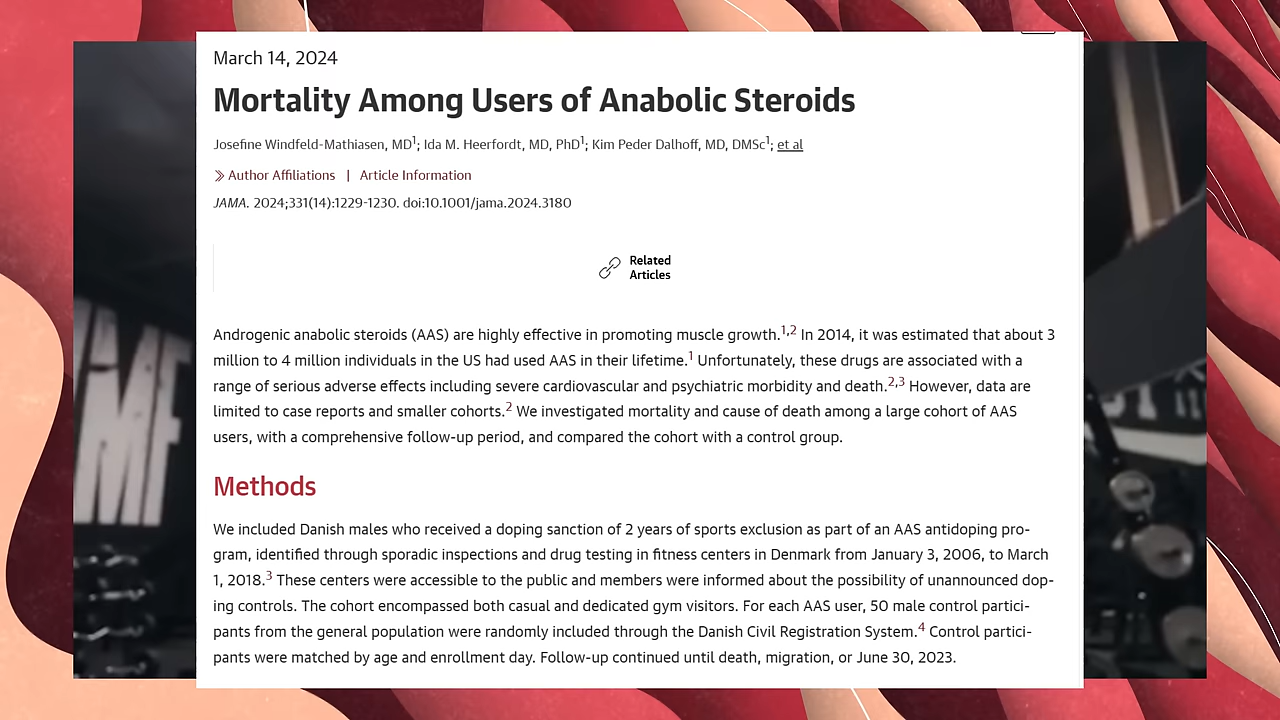 March 14, 2024
Mortality Among Users of Anabolic Steroids
Josefine Windfeld-Mathiasen, MD1; Ida M. Heerfordt, MD, PhD1; Kim Peder Dalhoff, MD, DMSc1; et al
Author Affiliations | Article Information
JAMA. 2024;331(14):1229-1230. doi:10.1001/jama.2024.3180
Related
Articles
Androgenic anabolic steroids (AAS) are highly effective in promoting muscle growth.1,2 In 2014, it was estimated that about 3
million to 4 million individuals in the US had used AAS in their lifetime.1 Unfortunately, these drugs are associated with a
range of serious adverse effects including severe cardiovascular and psychiatric morbidity and death.2,3 However, data are
limited to case reports and smaller cohorts.2 We investigated mortality and cause of death among a large cohort of AAS
users, with a comprehensive follow-up period, and compared the cohort with a control group.
Methods
We included Danish males who received a doping sanction of 2 years of sports exclusion as part of an AAS antidoping pro-
gram, identified through sporadic inspections and drug testing in fitness centers in Denmark from January 3, 2006, to March
1, 2018.3 These centers were accessible to the public and members were informed about the possibility of unannounced dop-
ing controls. The cohort encompassed both casual and dedicated gym visitors. For each AAS user, 50 male control partici-
pants from the general population were randomly included through the Danish Civil Registration System.4 Control partici-
pants were matched by age and enrollment day. Follow-up continued until death, migration, or June 30, 2023.